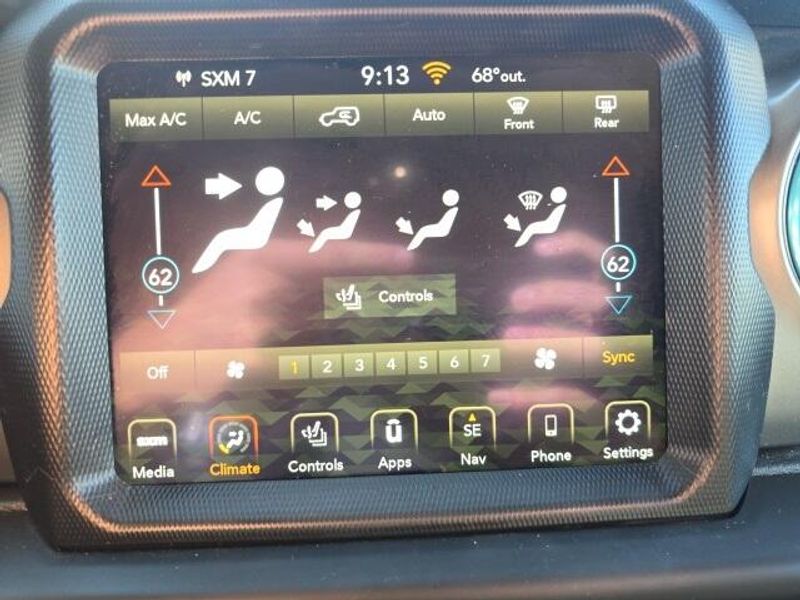 SXM 7 9:13 68°out.
Max A/C A/C Auto Front Rear
62 62
Controls
Off 1 2 3 4 5 6 7 Sync
sxm SE
Media Climate Controls Apps Nav Phone Settings